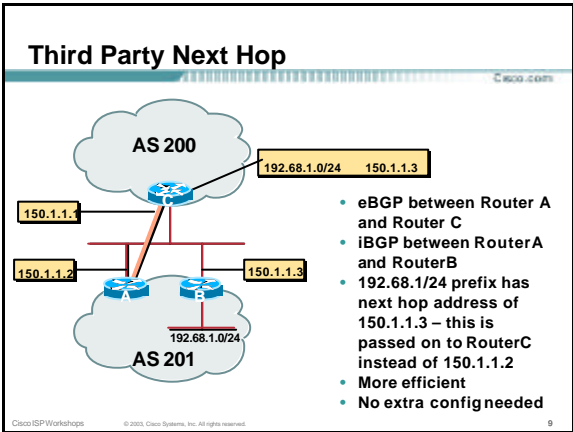 Third Party Next Hop
Cisco.com
AS 200
192.68.1.0/24 150.1.1.3
C
150.1.1.1
150.1.1.2
150.1.1.3
A
B
192.68.1.0/24
AS 201
• eBGP between Router A
and Router C
• iBGP between RouterA
and RouterB
• 192.68.1/24 prefix has
next hop address of
150.1.1.3 – this is
passed on to RouterC
instead of 150.1.1.2
• More efficient
• No extra config needed
Cisco ISP Workshops
© 2003, Cisco Systems, Inc. All rights reserved.
9